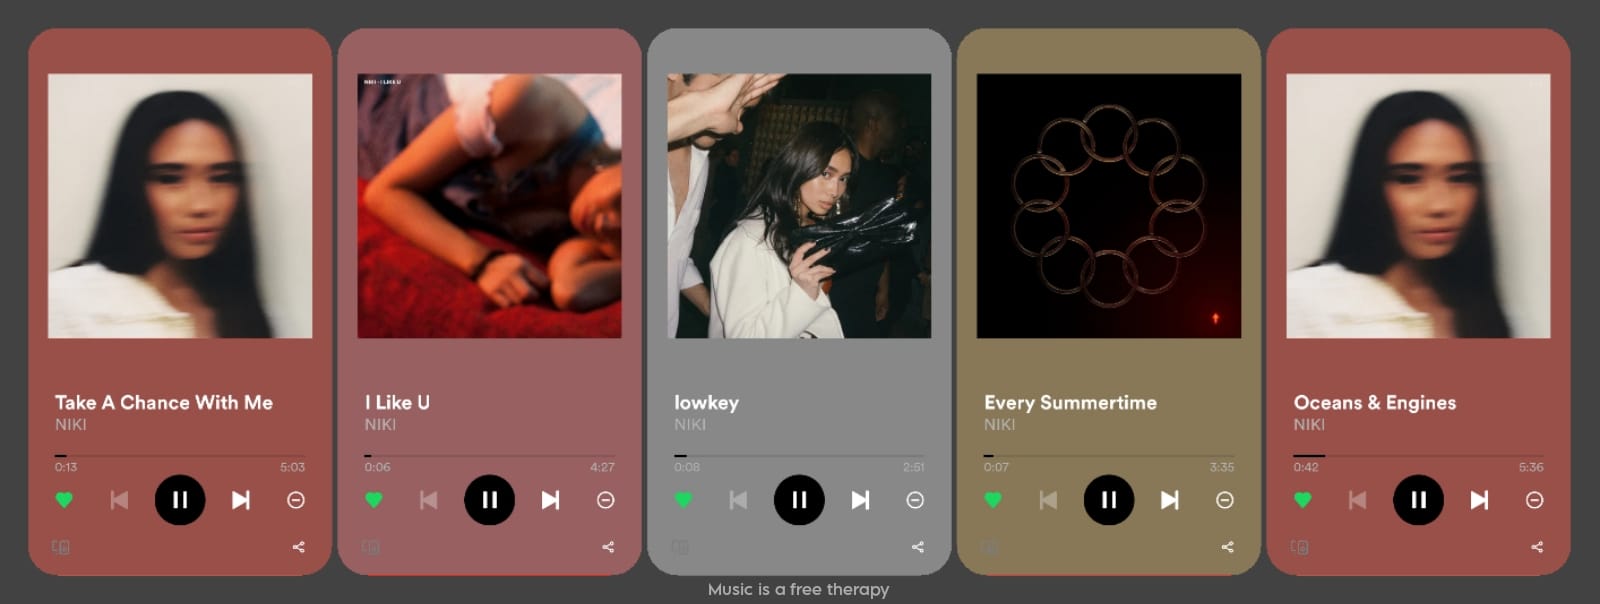 Take A Chance With Me
NIKI
0:13 5:03
NIKI - I LIKE U
I Like U
NIKI
0:06 4:27
lowkey
NIKI
0:08 2:51
Every Summertime
NIKI
0:07 3:35
Oceans & Engines
NIKI
0:42 5:36
Music is a free therapy